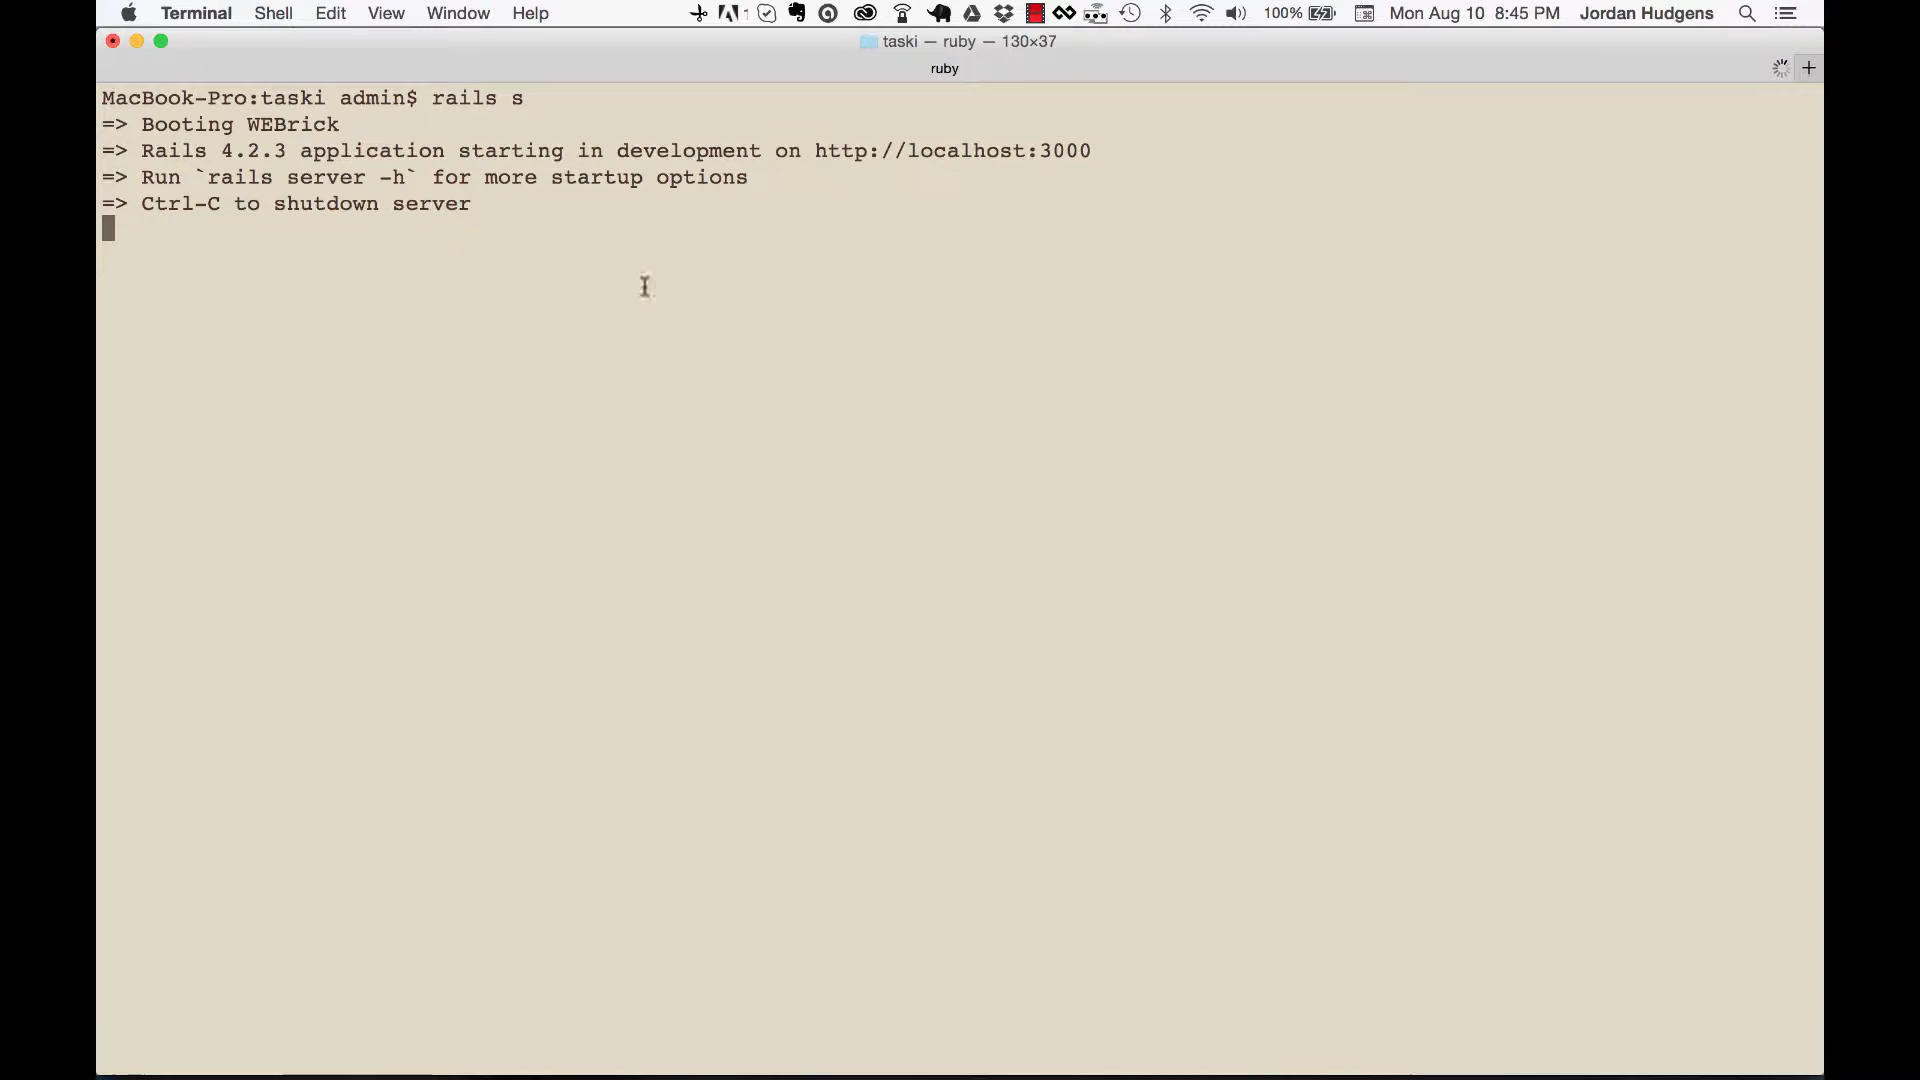 Terminal Shell Edit View Window Help 1 100% Mon Aug 10 8:45 PM Jordan Hudgens
taski — ruby — 130×37
ruby
MacBook-Pro:taski admin$ rails s
=> Booting WEBrick
=> Rails 4.2.3 application starting in development on http://localhost:3000
=> Run `rails server -h` for more startup options
=> Ctrl-C to shutdown server